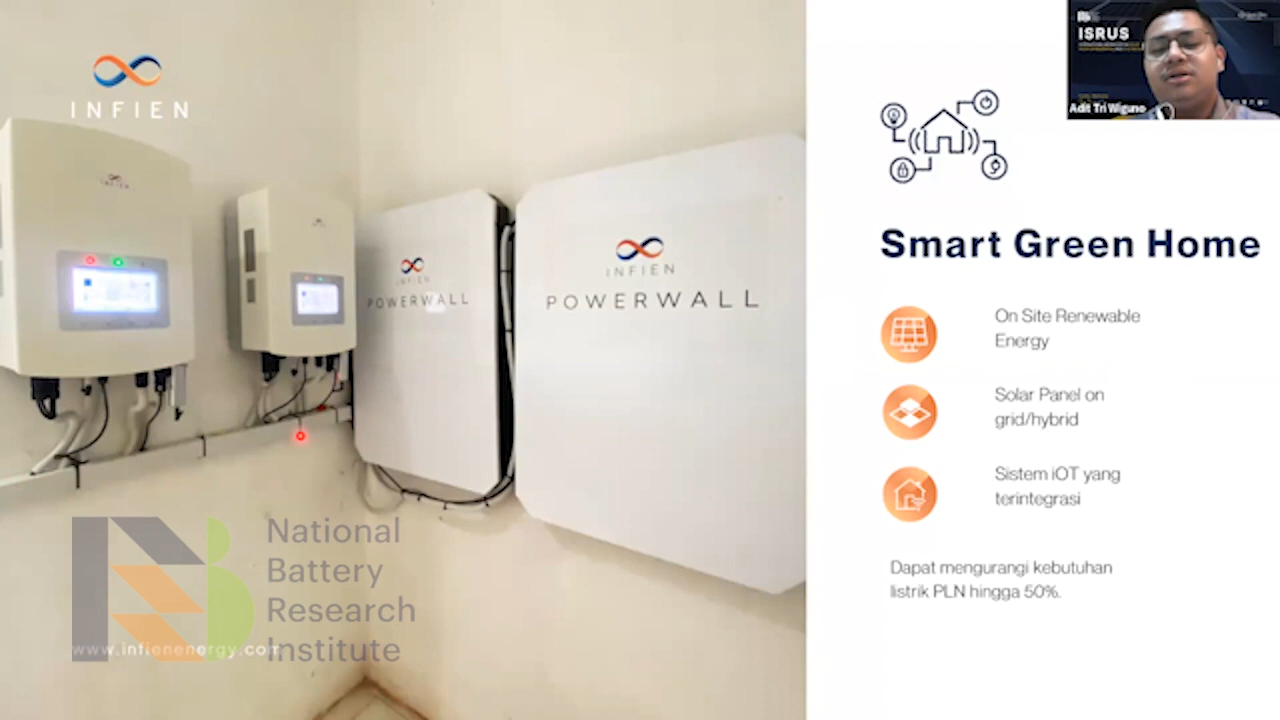 INFIEN
INFIEN
INFIEN
POWERWALL
INFIEN
POWERWALL
National
Battery
Research
Institute
www.infienenergy.com
ISRUS
Adit Tri Wiguno
Smart Green Home
On Site Renewable
Energy
Solar Panel on
grid/hybrid
Sistem iOT yang
terintegrasi
Dapat mengurangi kebutuhan
listrik PLN hingga 50%.